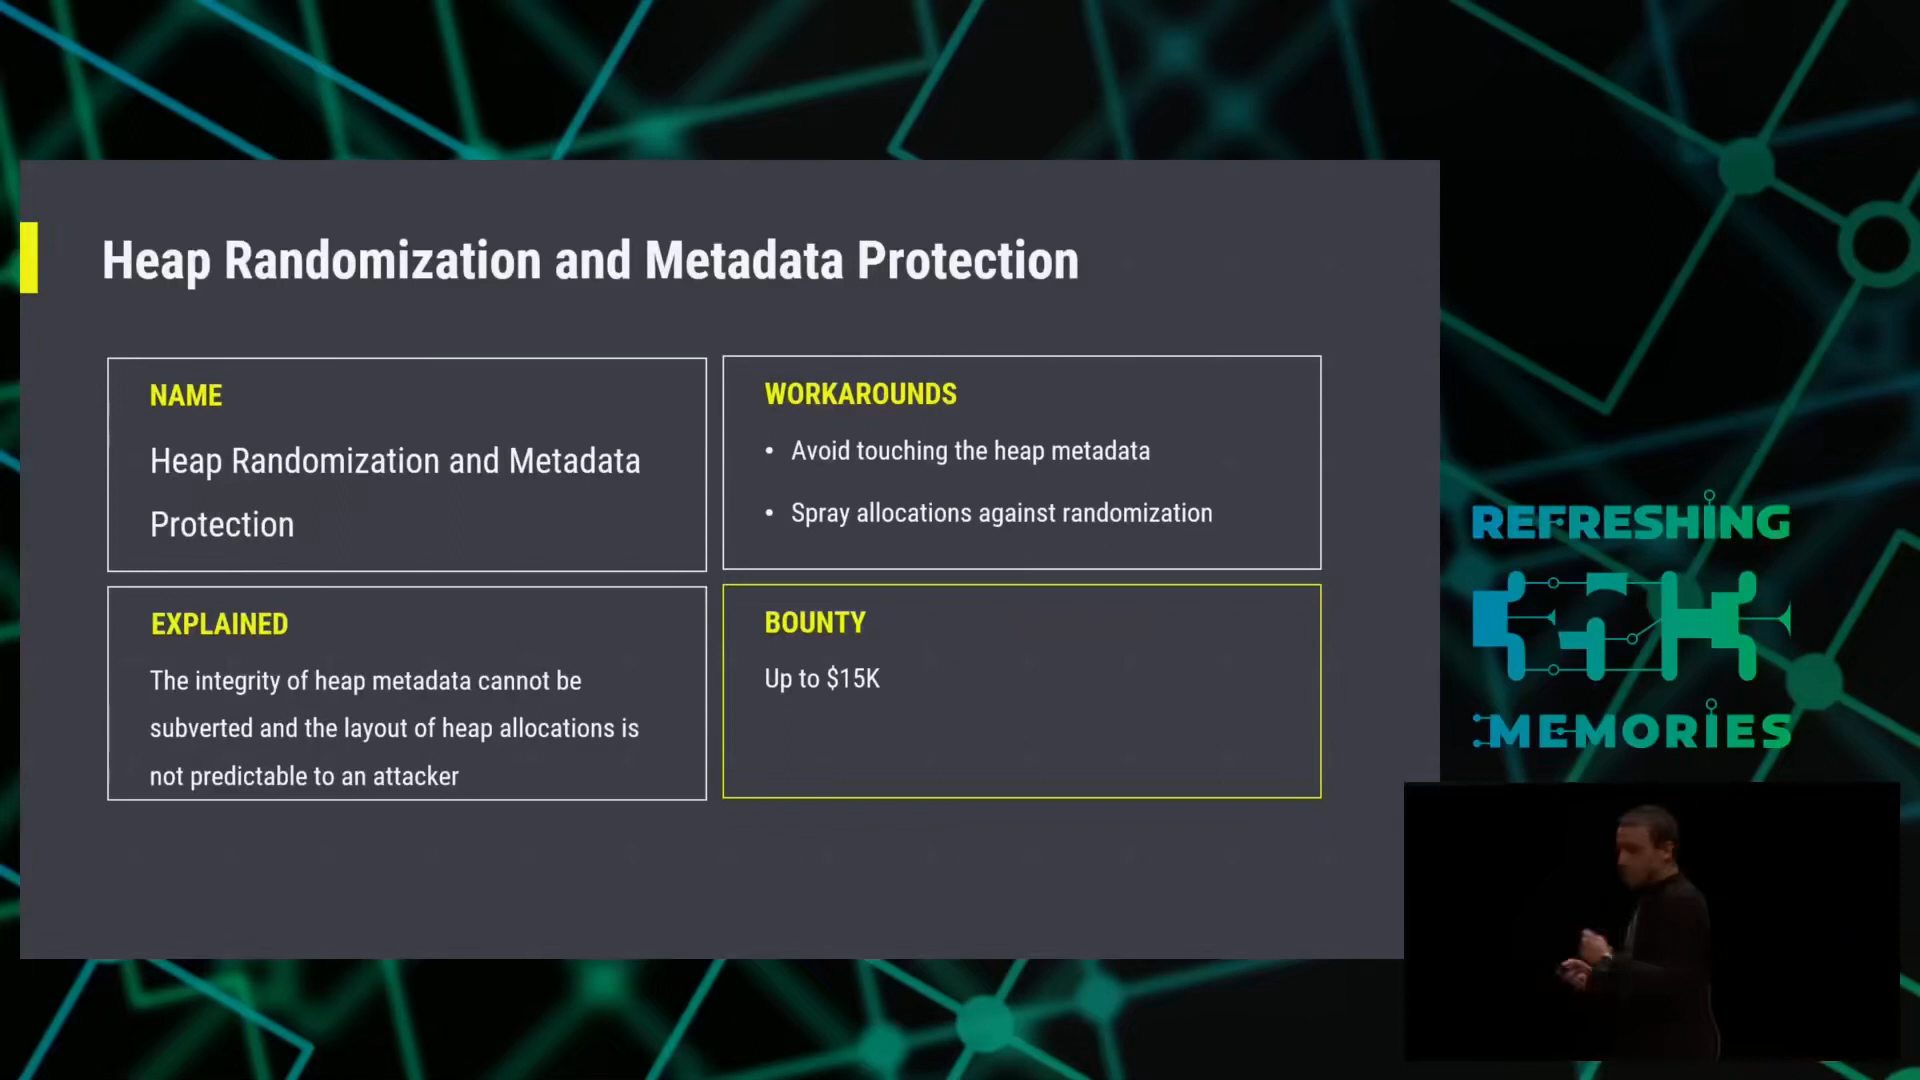 Heap Randomization and Metadata Protection
NAME
Heap Randomization and Metadata
Protection
WORKAROUNDS
• Avoid touching the heap metadata
• Spray allocations against randomization
EXPLAINED
The integrity of heap metadata cannot be
subverted and the layout of heap allocations is
not predictable to an attacker
BOUNTY
Up to $15K
REFRESHING
MEMORIES